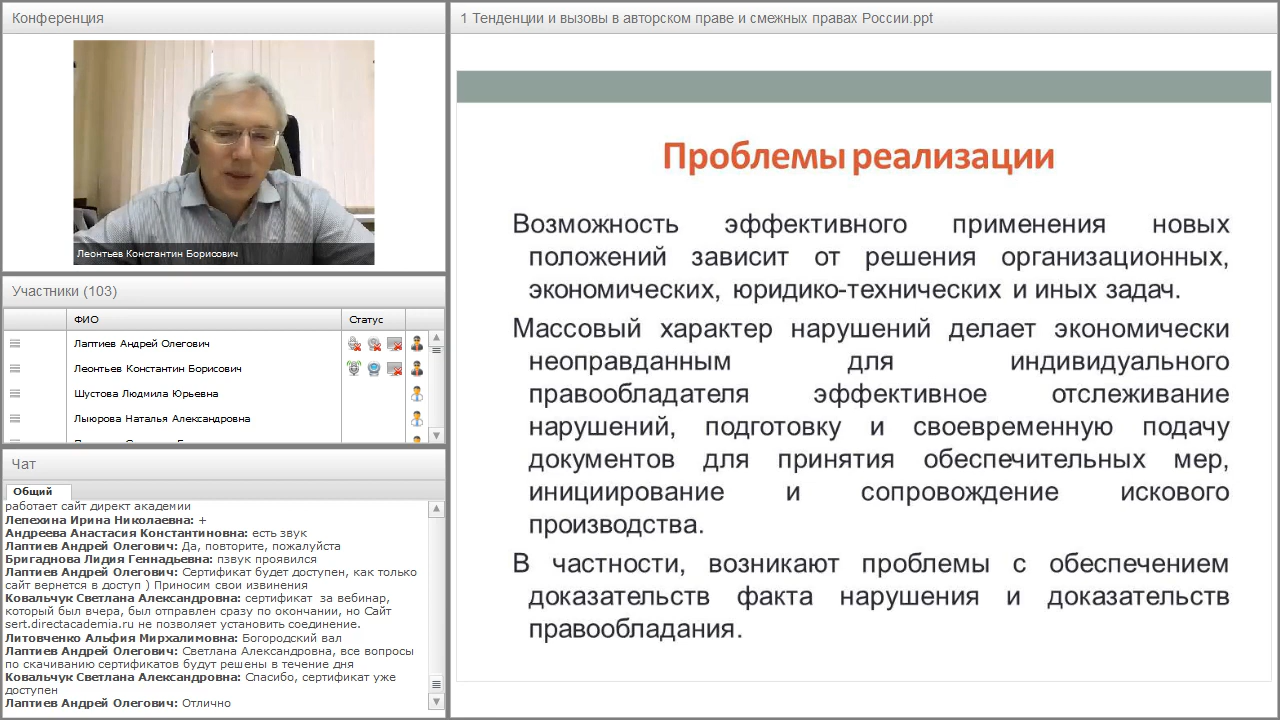 Конференция
Леонтьев Константин Борисович
Участники (103)
ФИО
Статус
Лаптиев Андрей Олегович
Леонтьев Константин Борисович
Шустова Людмила Юрьевна
Лыюрова Наталья Александровна
Чат
Общий
работает сайт директ академии
Лепехина Ирина Николаевна: +
Андреева Анастасия Константиновна: есть звук
Лаптиев Андрей Олегович: Да, повторите, пожалуйста
Бригаднова Лидия Геннадьевна: пзвук проявился
Лаптиев Андрей Олегович: Сертификат будет доступен, как только
сайт вернется в доступ ) Приносим свои извинения
Ковальчук Светлана Александровна: сертификат за вебинар,
который был вчера, был отправлен сразу по окончании, но Сайт
sert.directacademia.ru не позволяет установить соединение.
Литовченко Альфия Мирхалимовна: Богородский вал
Лаптиев Андрей Олегович: Светлана Александровна, все вопросы
по скачиванию сертификатов будут решены в течение дня
Ковальчук Светлана Александровна: Спасибо, сертификат уже
доступен
Лаптиев Андрей Олегович: Отлично
1 Тенденции и вызовы в авторском праве и смежных правах России.ppt
Проблемы реализации
Возможность эффективного применения новых
положений зависит от решения организационных,
экономических, юридико-технических и иных задач.
Массовый характер нарушений делает экономически
неоправданным для индивидуального
правообладателя эффективное отслеживание
нарушений, подготовку и своевременную подачу
документов для принятия обеспечительных мер,
инициирование и сопровождение искового
производства.
В частности, возникают проблемы с обеспечением
доказательств факта нарушения и доказательств
правообладания.